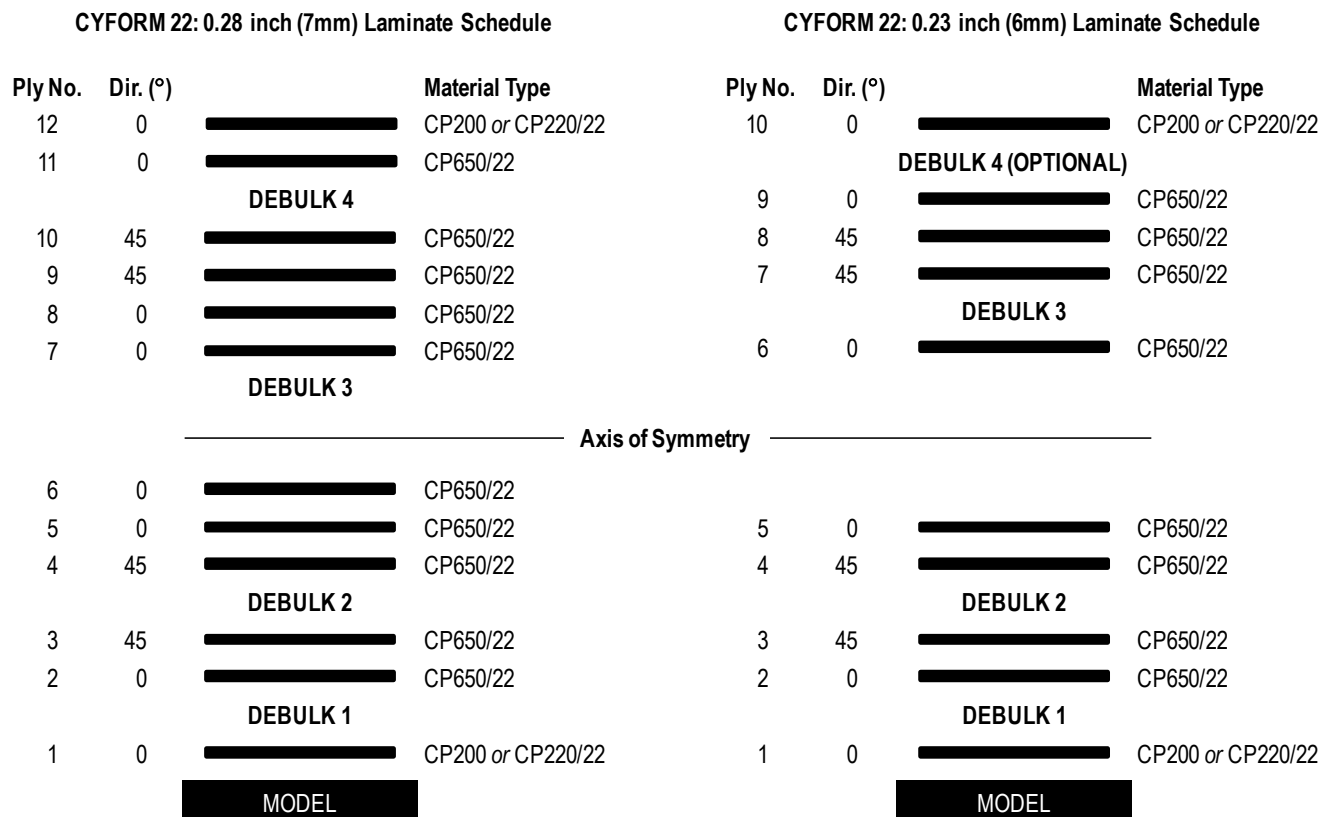 CYFORM 22: 0.28 inch (7mm) Laminate Schedule
Ply No. Dir. (°) Material Type
12 0 CP200 or CP220/22
11 0 CP650/22
DEBULK 4
10 45 CP650/22
9 45 CP650/22
8 0 CP650/22
7 0 CP650/22
DEBULK 3
Axis of Symmetry
6 0 CP650/22
5 0 CP650/22
4 45 CP650/22
DEBULK 2
3 45 CP650/22
2 0 CP650/22
DEBULK 1
1 0 CP200 or CP220/22
MODEL
CYFORM 22: 0.23 inch (6mm) Laminate Schedule
Ply No. Dir. (°) Material Type
10 0 CP200 or CP220/22
DEBULK 4 (OPTIONAL)
9 0 CP650/22
8 45 CP650/22
7 45 CP650/22
DEBULK 3
6 0 CP650/22
5 0 CP650/22
4 45 CP650/22
DEBULK 2
3 45 CP650/22
2 0 CP650/22
DEBULK 1
1 0 CP200 or CP220/22
MODEL